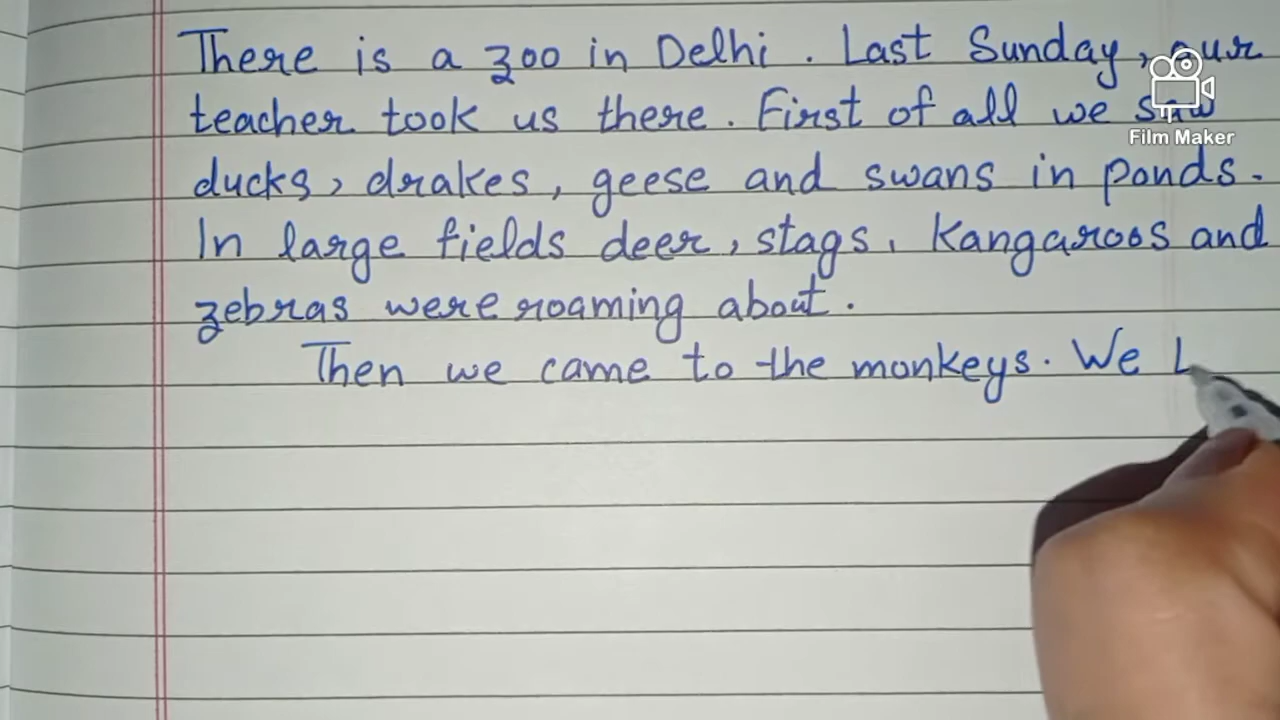 There is a zoo in Delhi. Last Sunday, our
teacher took us there. First of all we saw
ducks, drakes, geese and swans in ponds.
In large fields deer, stags, Kangaroos and
zebras were roaming about.
Then we came to the monkeys. We
Film Maker